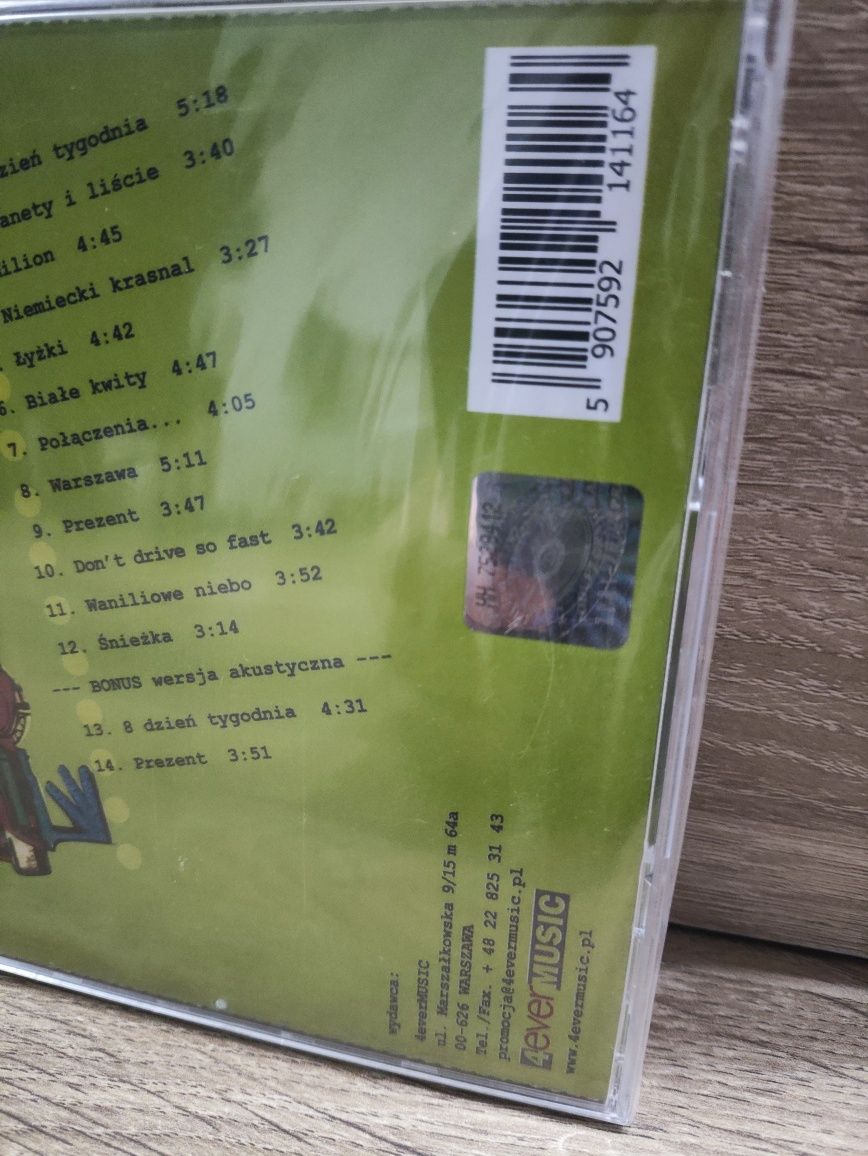 dzień tygodnia 5:18
anety i liście 3:40
ilion 4:45
Niemiecki krasnal 3:27
. Łyżki 4:42
6. Białe kwity 4:47
7. Połączenia... 4:05
8. Warszawa 5:11
9. Prezent 3:47
10. Don't drive so fast 3:42
11. Waniliowe niebo 3:52
12. Śnieżka 3:14
--- BONUS wersja akustyczna ---
13. 8 dzień tygodnia 4:31
14. Prezent 3:51
5 907592 141164
HH 7529412
wydawca:
4everMUSIC
ul. Marszałkowska 9/15 m 64a
00-626 WARSZAWA
Tel./Fax. + 48 22 825 31 43
promocja@4evermusic.pl
4everMUSIC
www.4evermusic.pl